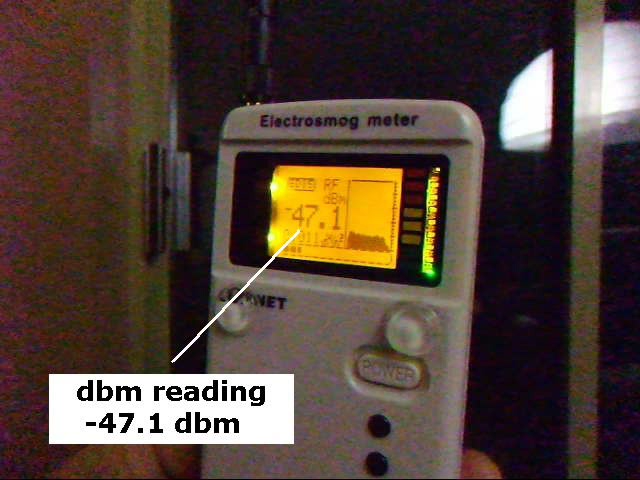 Electrosmog meter
RF
dBm
-47.1
POWER
dbm reading
-47.1 dbm